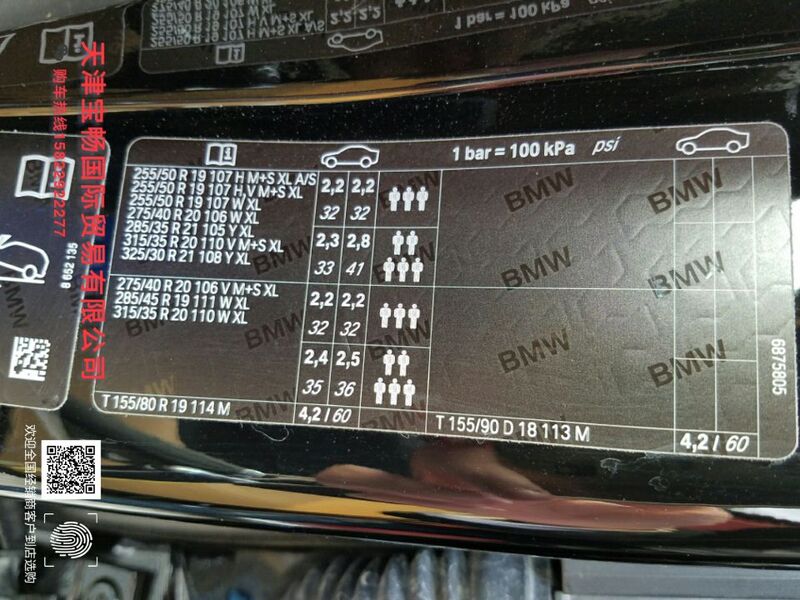 1 bar = 100 kPa psi
255/50 R 19 107 H M+S XL A/S
255/50 R 19 107 H,V M+S XL
255/50 R 19 107 W XL
275/40 R 20 106 W XL
285/35 R 21 105 Y XL
315/35 R 20 110 V M+S XL
325/30 R 21 108 Y XL
2,2 2,2
32 32
2,3 2,8
33 41
275/40 R 20 106 V M+S XL
285/45 R 19 111 W XL
315/35 R 20 110 W XL
2,2 2,2
32 32
2,4 2,5
35 36
T 155/80 R 19 114 M
4,2 / 60
T 155/90 D 18 113 M
4,2 / 60
BMW
BMW
BMW
BMW
BMW
BMW
6875805
8 652 135
天津宝畅国际贸易有限公司
欢迎全国经销商客户到店选购